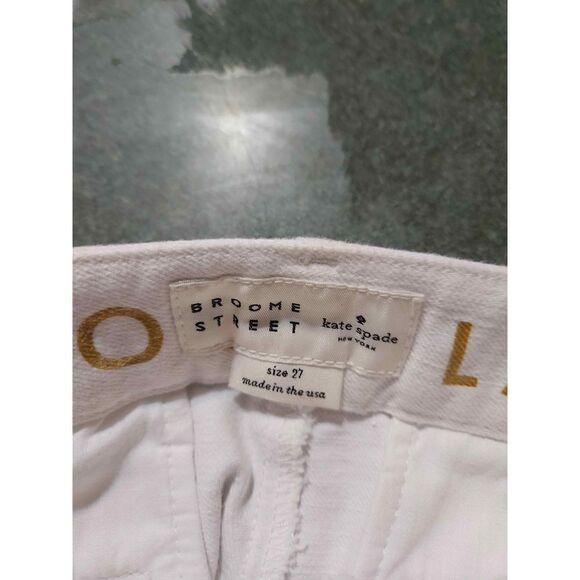 BROOME
STREET
kate spade
NEW YORK
O
L
size 27
made in the usa